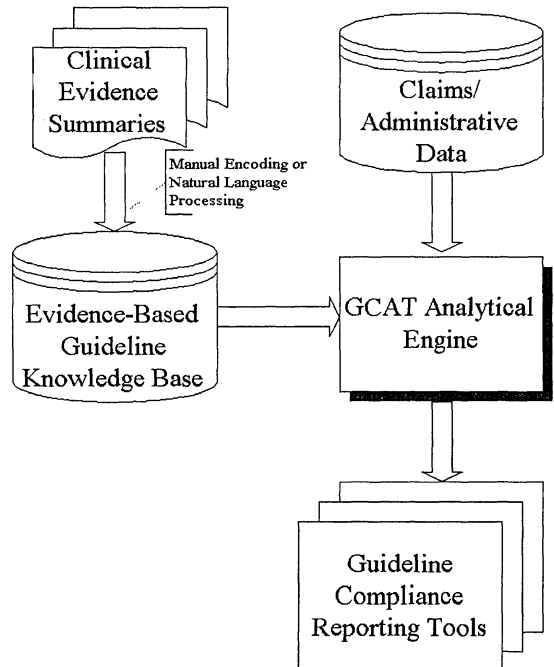 Clinical
Evidence
Summaries
Claims/
Administrative
Data
Manual Encoding or
Natural Language
Processing
Evidence-Based
Guideline
Knowledge Base
GCAT Analytical
Engine
Guideline
Compliance
Reporting Tools